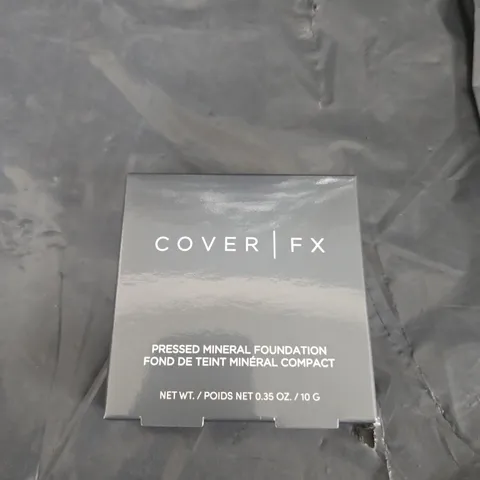 COVER | FX
PRESSED MINERAL FOUNDATION
FOND DE TEINT MINÉRAL COMPACT
NET WT. / POIDS NET 0.35 OZ. / 10 G